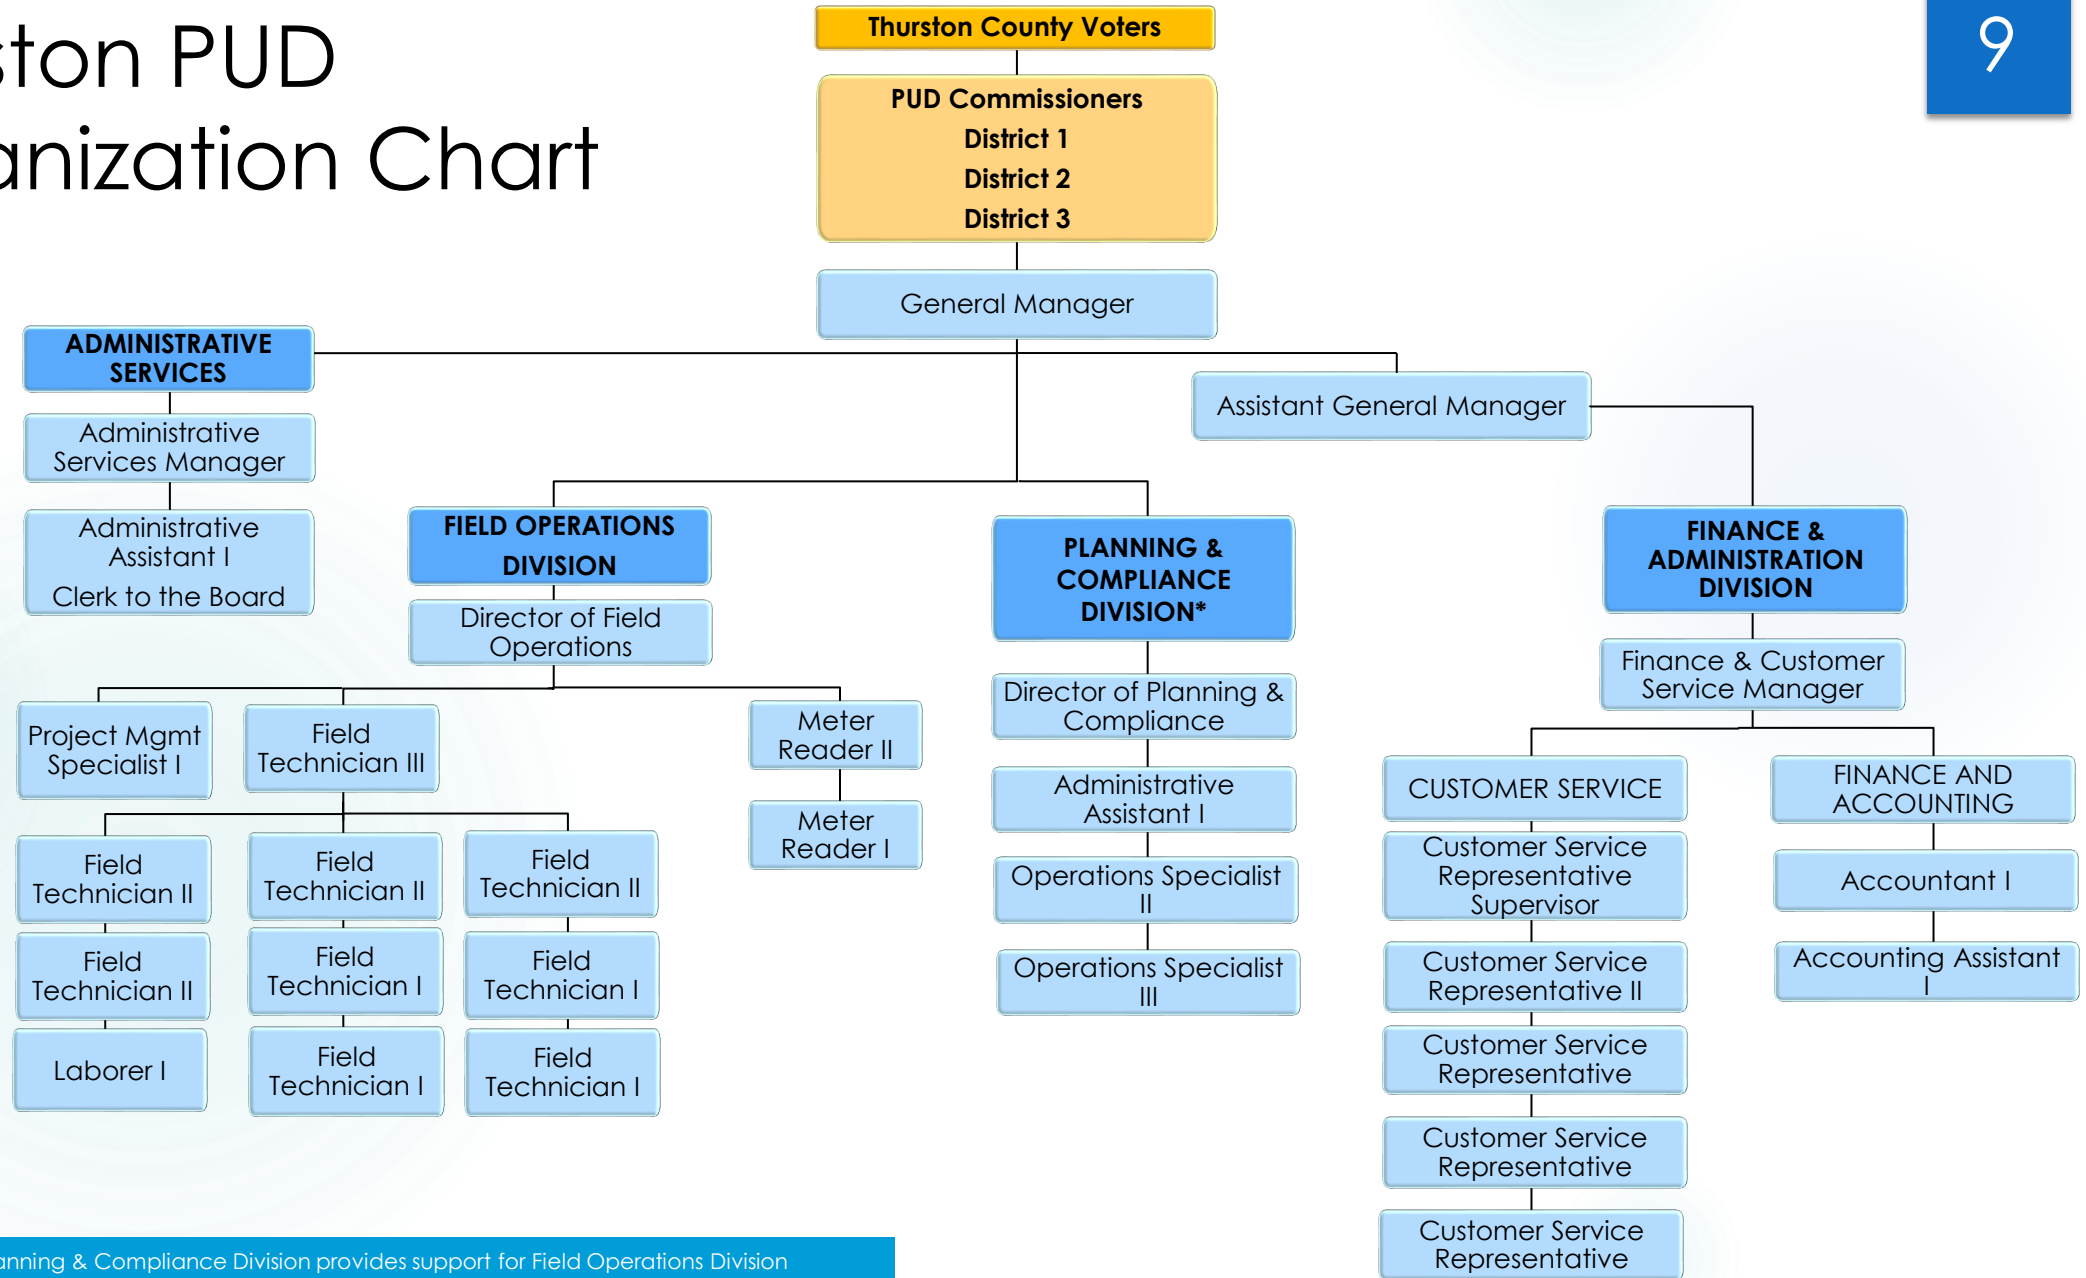 ston PUD
anization Chart
9
Thurston County Voters
PUD Commissioners
District 1
District 2
District 3
General Manager
ADMINISTRATIVE
SERVICES
Administrative
Services Manager
Administrative
Assistant I
Clerk to the Board
Assistant General Manager
FIELD OPERATIONS
DIVISION
Director of Field
Operations
Project Mgmt
Specialist I
Field
Technician III
Meter
Reader II
Meter
Reader I
Field
Technician II
Field
Technician II
Laborer I
Field
Technician II
Field
Technician I
Field
Technician I
Field
Technician II
Field
Technician I
Field
Technician I
PLANNING &
COMPLIANCE
DIVISION*
Director of Planning &
Compliance
Administrative
Assistant I
Operations Specialist
II
Operations Specialist
III
FINANCE &
ADMINISTRATION
DIVISION
Finance & Customer
Service Manager
CUSTOMER SERVICE
Customer Service
Representative
Supervisor
Customer Service
Representative II
Customer Service
Representative
Customer Service
Representative
Customer Service
Representative
FINANCE AND
ACCOUNTING
Accountant I
Accounting Assistant
I
anning & Compliance Division provides support for Field Operations Division